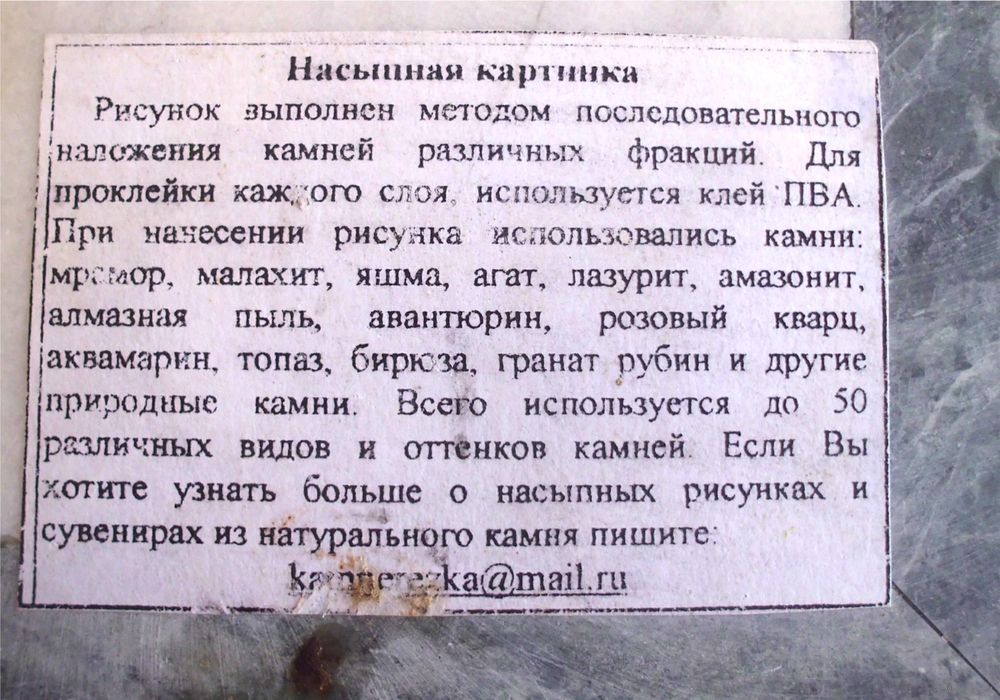 Насыпная картинка
Рисунок выполнен методом последовательного
наложения камней различных фракций. Для
проклейки каждого слоя, используется клей ПВА.
При нанесении рисунка использовались камни:
мрамор, малахит, яшма, агат, лазурит, амазонит,
алмазная пыль, авантюрин, розовый кварц,
аквамарин, топаз, бирюза, гранат рубин и другие
природные камни. Всего используется до 50
различных видов и оттенков камней. Если Вы
хотите узнать больше о насыпных рисунках и
сувенирах из натурального камня пишите: